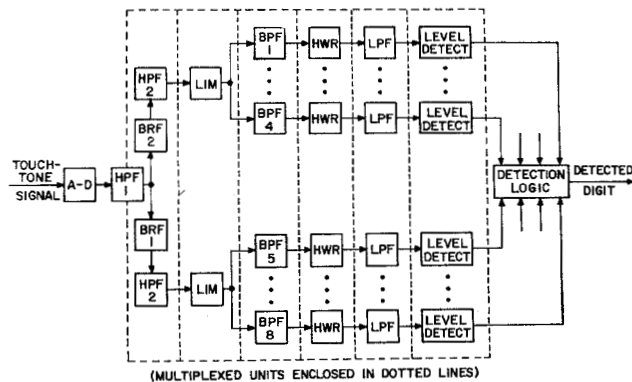 TOUCH-TONE SIGNAL
A-D
HPF 1
BRF 2
HPF 2
LIM
BPF 1
HWR
LPF
LEVEL DETECT
BPF 4
HWR
LPF
LEVEL DETECT
BRF 1
HPF 2
LIM
BPF 5
HWR
LPF
LEVEL DETECT
BPF 8
HWR
LPF
LEVEL DETECT
DETECTION LOGIC
DETECTED DIGIT
(MULTIPLEXED UNITS ENCLOSED IN DOTTED LINES)